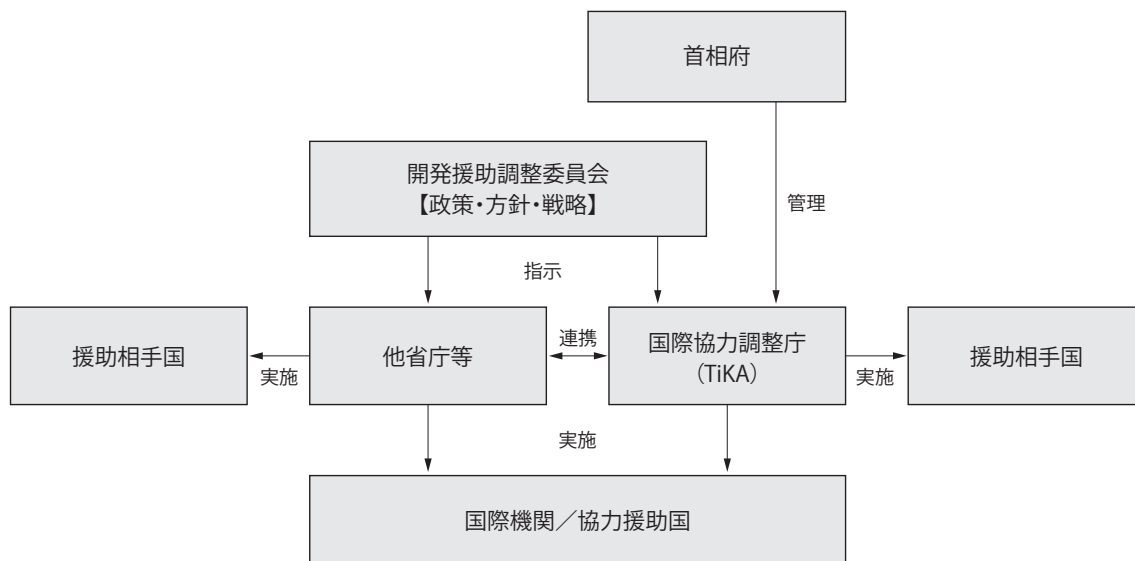 首相府
開発援助調整委員会
【政策・方針・戦略】
管理
指示
援助相手国
実施
他省庁等
連携
国際協力調整庁
（TiKA）
実施
援助相手国
実施
国際機関／協力援助国